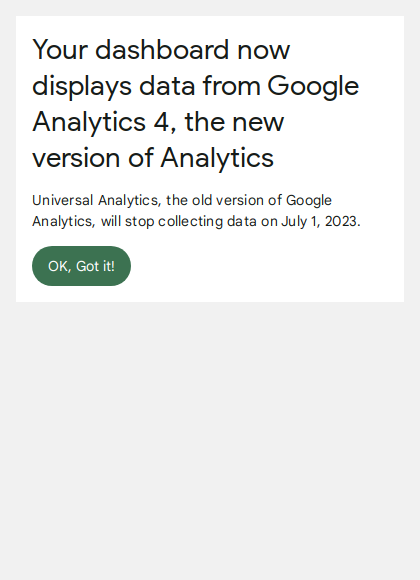 Your dashboard now
displays data from Google
Analytics 4, the new
version of Analytics
Universal Analytics, the old version of Google
Analytics, will stop collecting data on July 1, 2023.
OK, Got it!